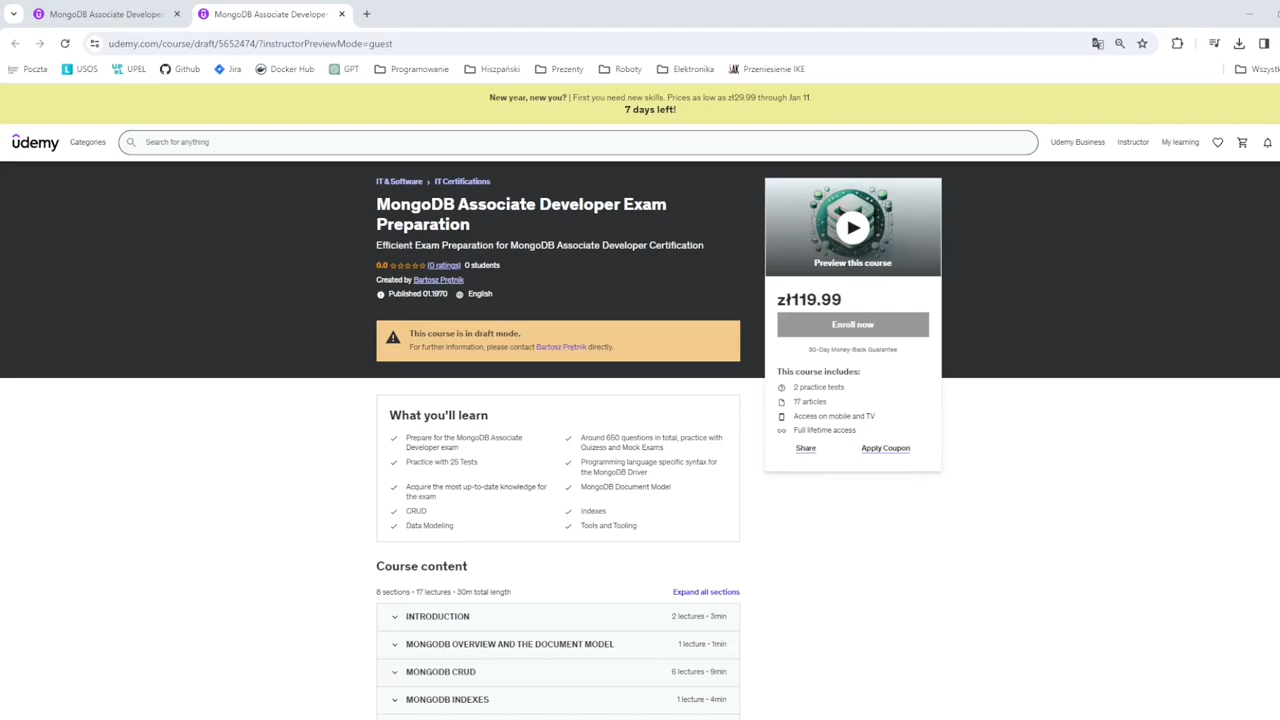 MongoDB Associate Developer
MongoDB Associate Developer
udemy.com/course/draft/5652474/?instructorPreviewMode=guest
Poczta USOS UPEL Github Jira Docker Hub GPT Programowanie Hiszpański Prezenty Roboty Elektronika Przeniesienie IKE Wszystk
New year, new you? | First you need new skills. Prices as low as zł29.99 through Jan 11.
7 days left!
ûdemy Categories Search for anything Udemy Business Instructor My learning
IT & Software › IT Certifications
MongoDB Associate Developer Exam
Preparation
Efficient Exam Preparation for MongoDB Associate Developer Certification
0.0 (0 ratings) 0 students
Created by Bartosz Prętnik
Published 01.1970 English
This course is in draft mode.
For further information, please contact Bartosz Prętnik directly.
Preview this course
zł119.99
Enroll now
30-Day Money-Back Guarantee
This course includes:
2 practice tests
17 articles
Access on mobile and TV
Full lifetime access
Share Apply Coupon
What you'll learn
Prepare for the MongoDB Associate
Developer exam
Around 650 questions in total, practice with
Quizess and Mock Exams
Practice with 25 Tests
Programming language specific syntax for
the MongoDB Driver
Acquire the most up-to-date knowledge for
the exam
MongoDB Document Model
CRUD
Indexes
Data Modeling
Tools and Tooling
Course content
8 sections • 17 lectures • 30m total length Expand all sections
INTRODUCTION 2 lectures • 3min
MONGODB OVERVIEW AND THE DOCUMENT MODEL 1 lecture • 1min
MONGODB CRUD 6 lectures • 9min
MONGODB INDEXES 1 lecture • 4min